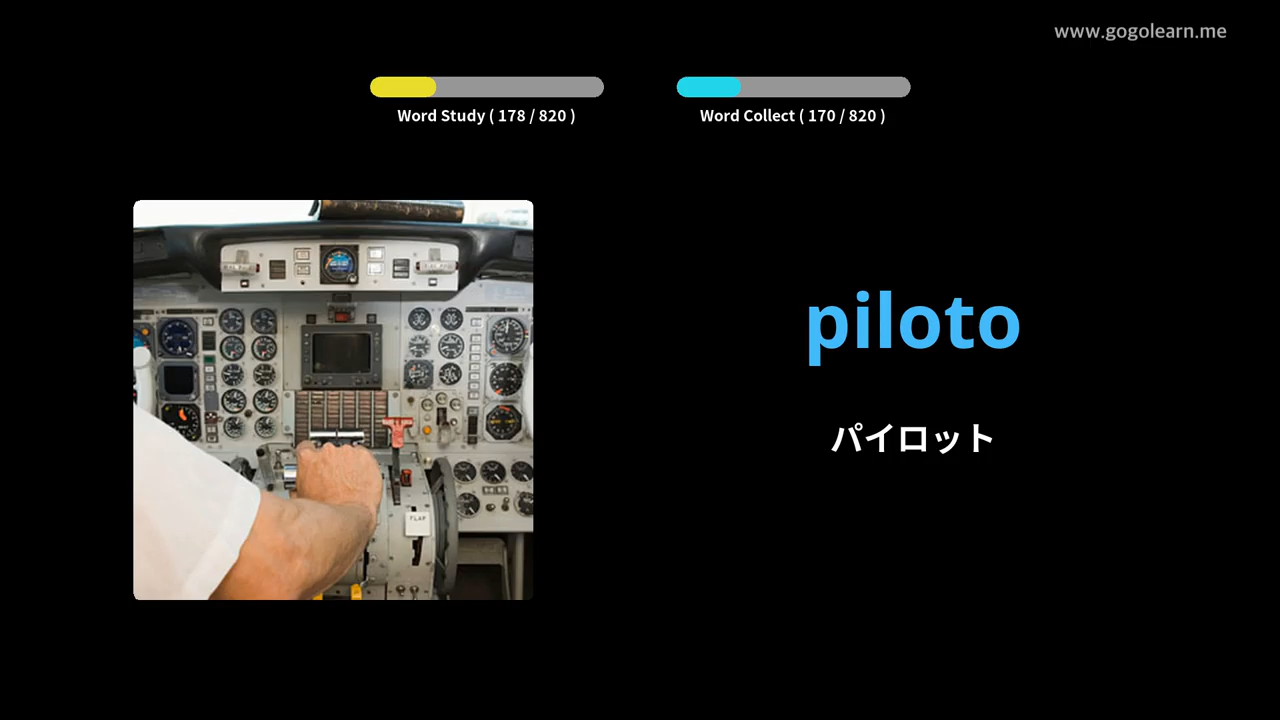 www.gogolearn.me
Word Study ( 178 / 820 )
Word Collect ( 170 / 820 )
piloto
パイロット
FLAP